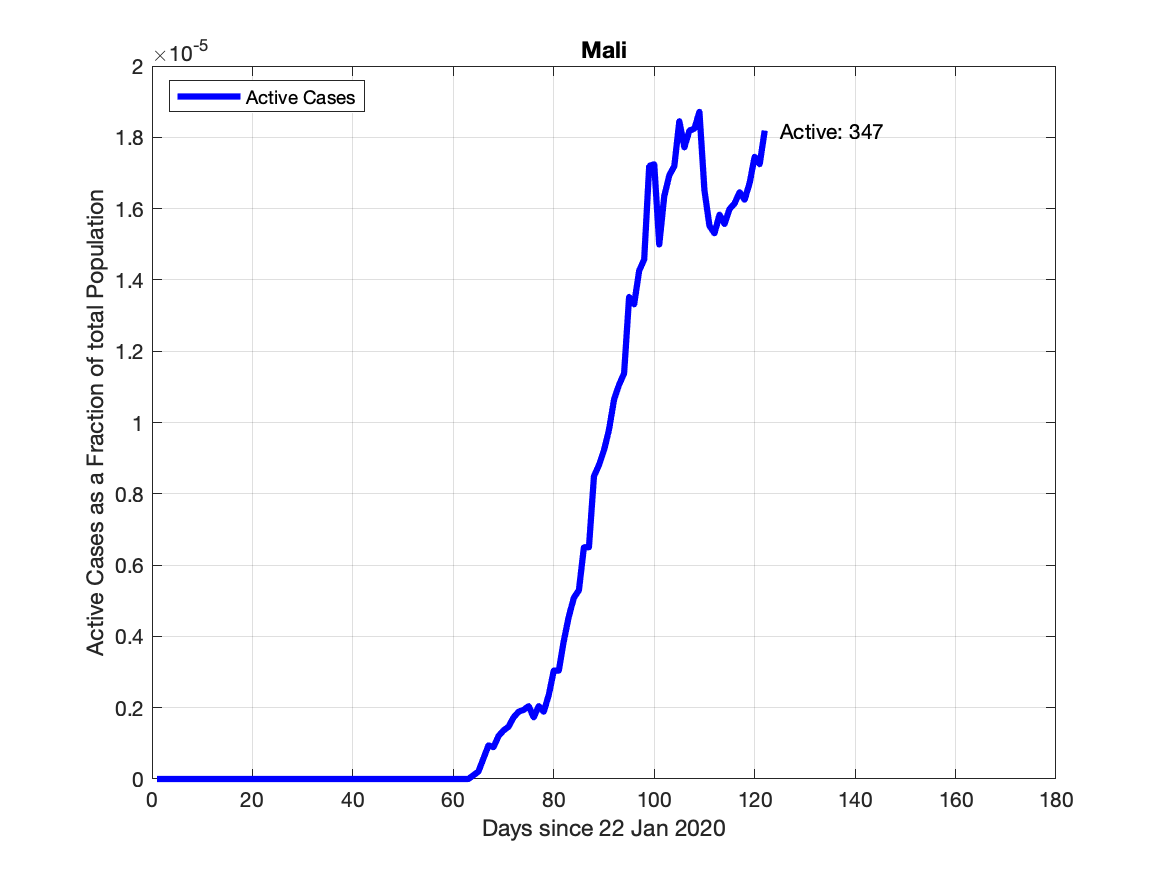 Mali
×10-5
Active Cases
Active: 347
Active Cases as a Fraction of total Population
2
1.8
1.6
1.4
1.2
1
0.8
0.6
0.4
0.2
0
0 20 40 60 80 100 120 140 160 180
Days since 22 Jan 2020